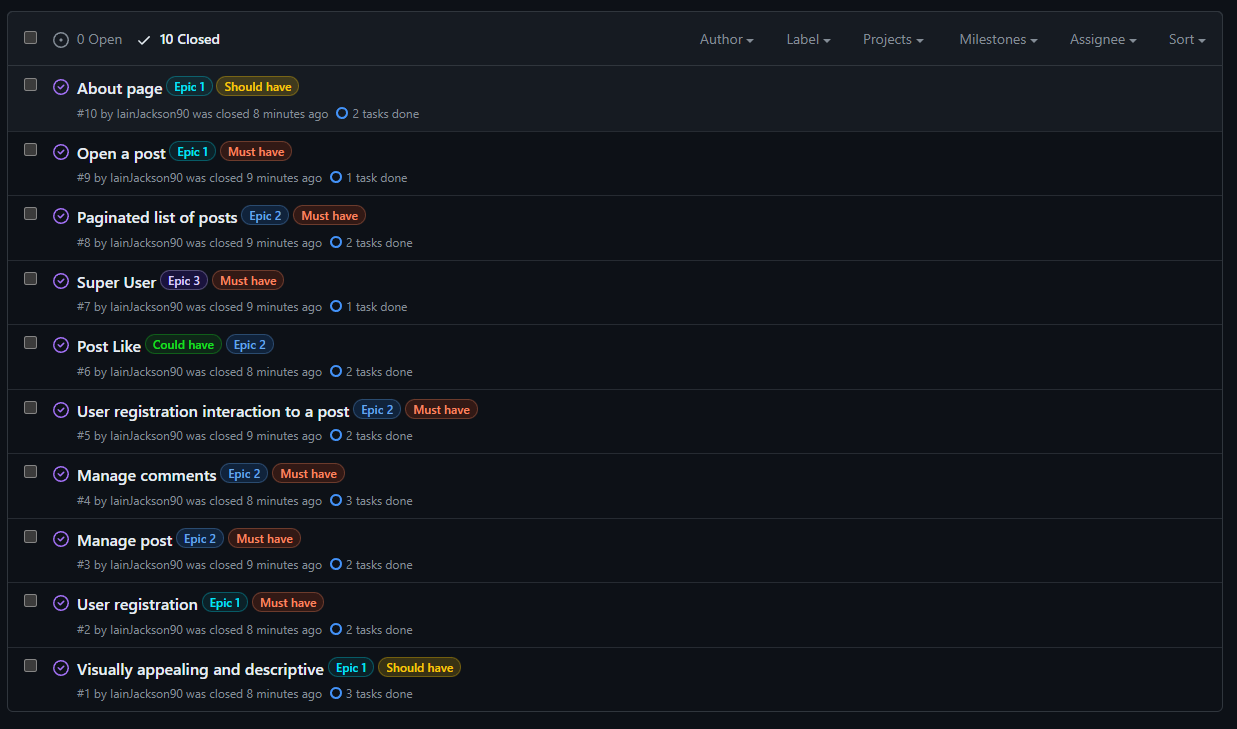 0 Open 10 Closed Author Label Projects Milestones Assignee Sort
About page Epic 1 Should have
#10 by IainJackson90 was closed 8 minutes ago 2 tasks done
Open a post Epic 1 Must have
#9 by IainJackson90 was closed 9 minutes ago 1 task done
Paginated list of posts Epic 2 Must have
#8 by IainJackson90 was closed 9 minutes ago 2 tasks done
Super User Epic 3 Must have
#7 by IainJackson90 was closed 9 minutes ago 1 task done
Post Like Could have Epic 2
#6 by IainJackson90 was closed 8 minutes ago 2 tasks done
User registration interaction to a post Epic 2 Must have
#5 by IainJackson90 was closed 9 minutes ago 2 tasks done
Manage comments Epic 2 Must have
#4 by IainJackson90 was closed 8 minutes ago 3 tasks done
Manage post Epic 2 Must have
#3 by IainJackson90 was closed 9 minutes ago 2 tasks done
User registration Epic 1 Must have
#2 by IainJackson90 was closed 8 minutes ago 2 tasks done
Visually appealing and descriptive Epic 1 Should have
#1 by IainJackson90 was closed 8 minutes ago 3 tasks done